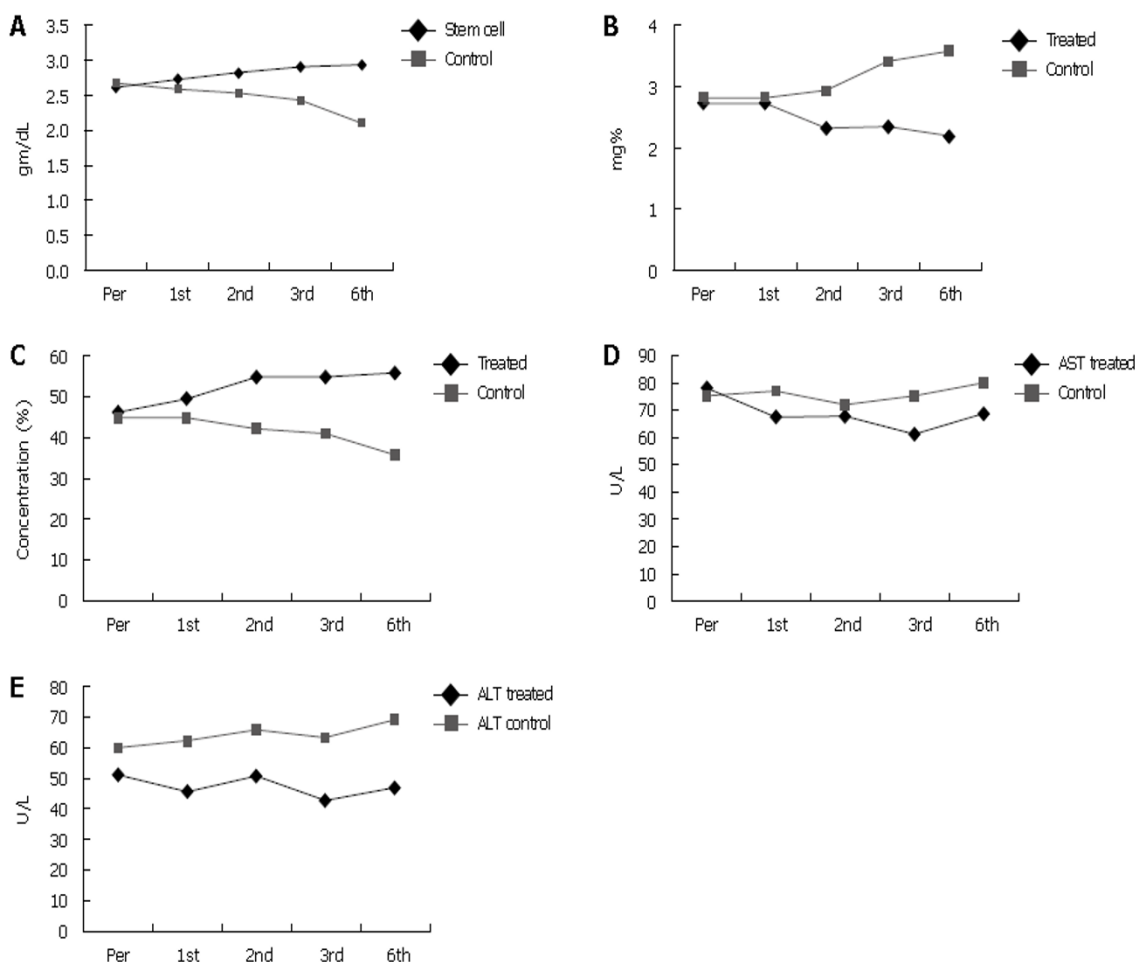 A
3.5
3.0
2.5
2.0
1.5
1.0
0.5
0.0
gm/dL
Per 1st 2nd 3rd 6th
Stem cell
Control
B
4
3
2
1
0
mg%
Per 1st 2nd 3rd 6th
Treated
Control
C
60
50
40
30
20
10
0
Concentration (%)
Per 1st 2nd 3rd 6th
Treated
Control
D
90
80
70
60
50
40
30
20
10
0
U/L
Per 1st 2nd 3rd 6th
AST treated
Control
E
80
70
60
50
40
30
20
10
0
U/L
Per 1st 2nd 3rd 6th
ALT treated
ALT control